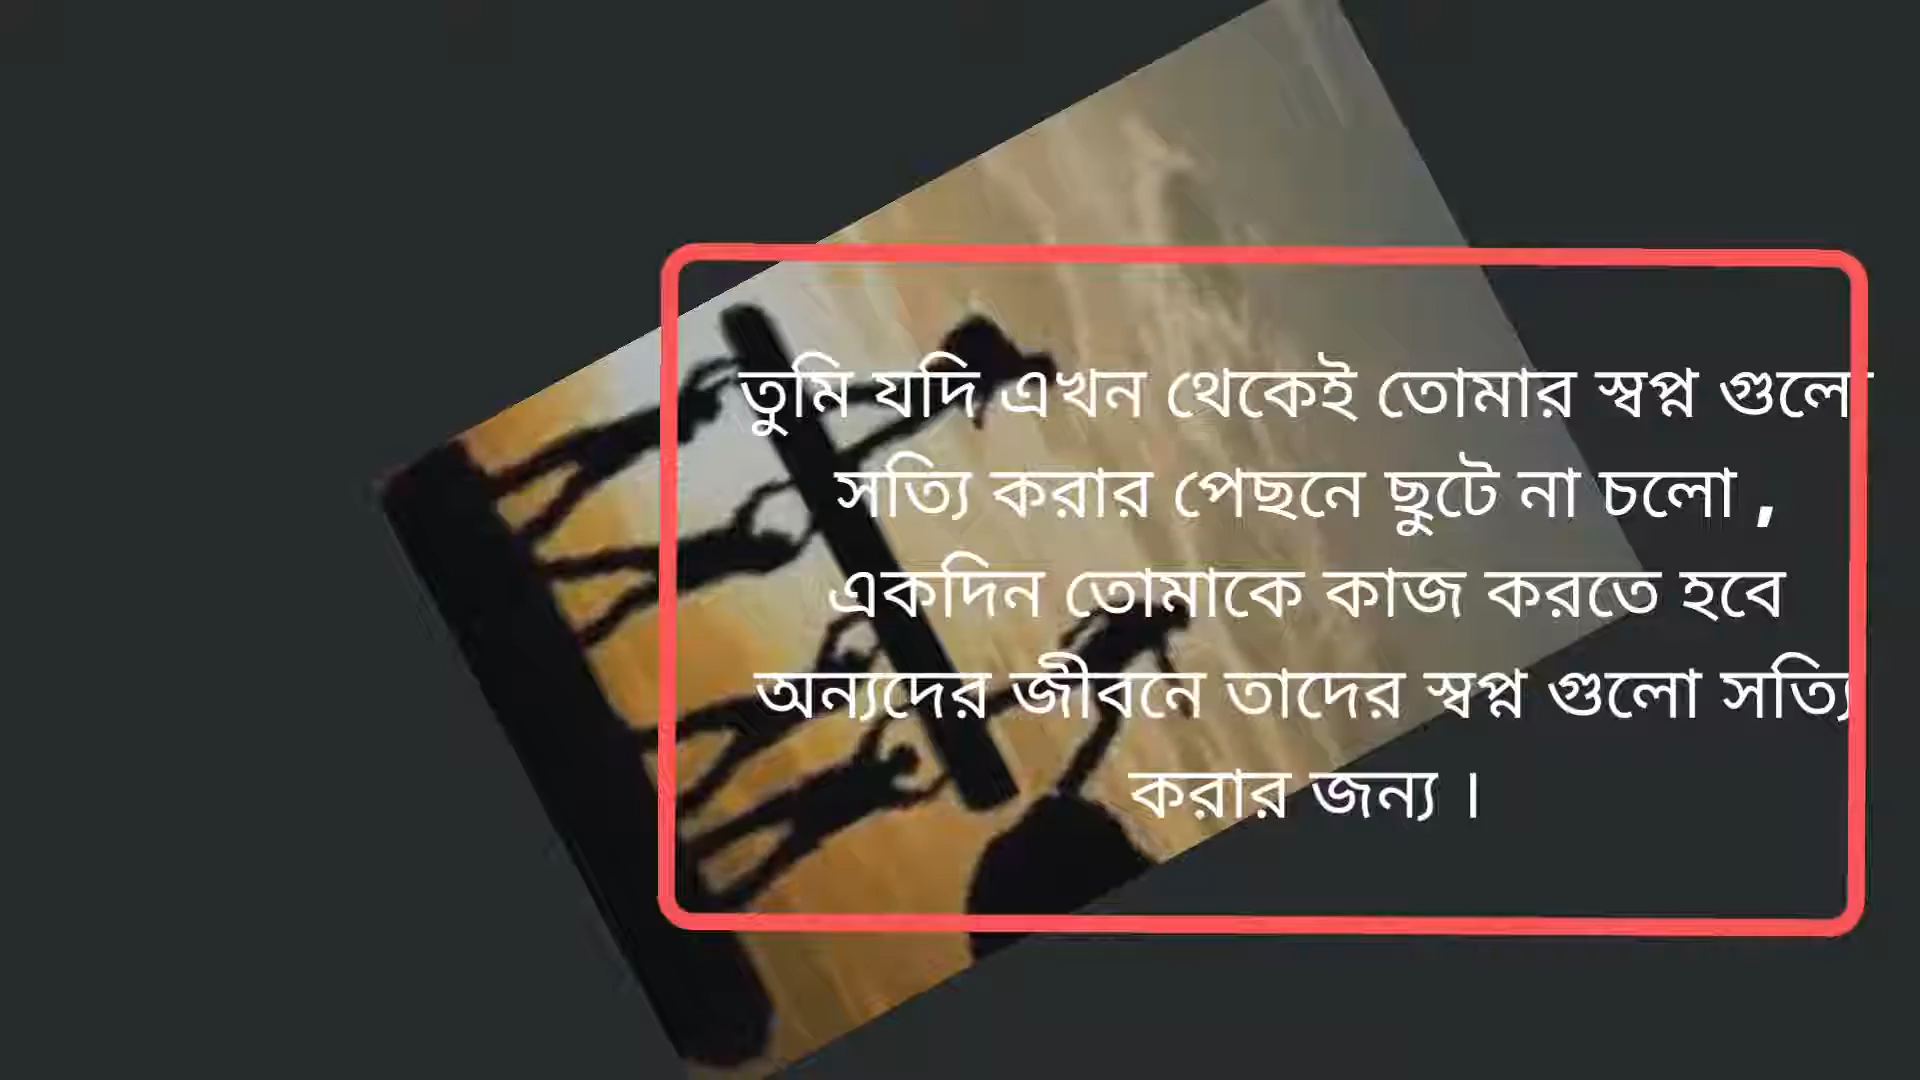 তুমি যদি এখন থেকেই তোমার স্বপ্ন গুলো
সত্যি করার পেছনে ছুটে না চলো ,
একদিন তোমাকে কাজ করতে হবে
অন্যদের জীবনে তাদের স্বপ্ন গুলো সত্যি
করার জন্য ।